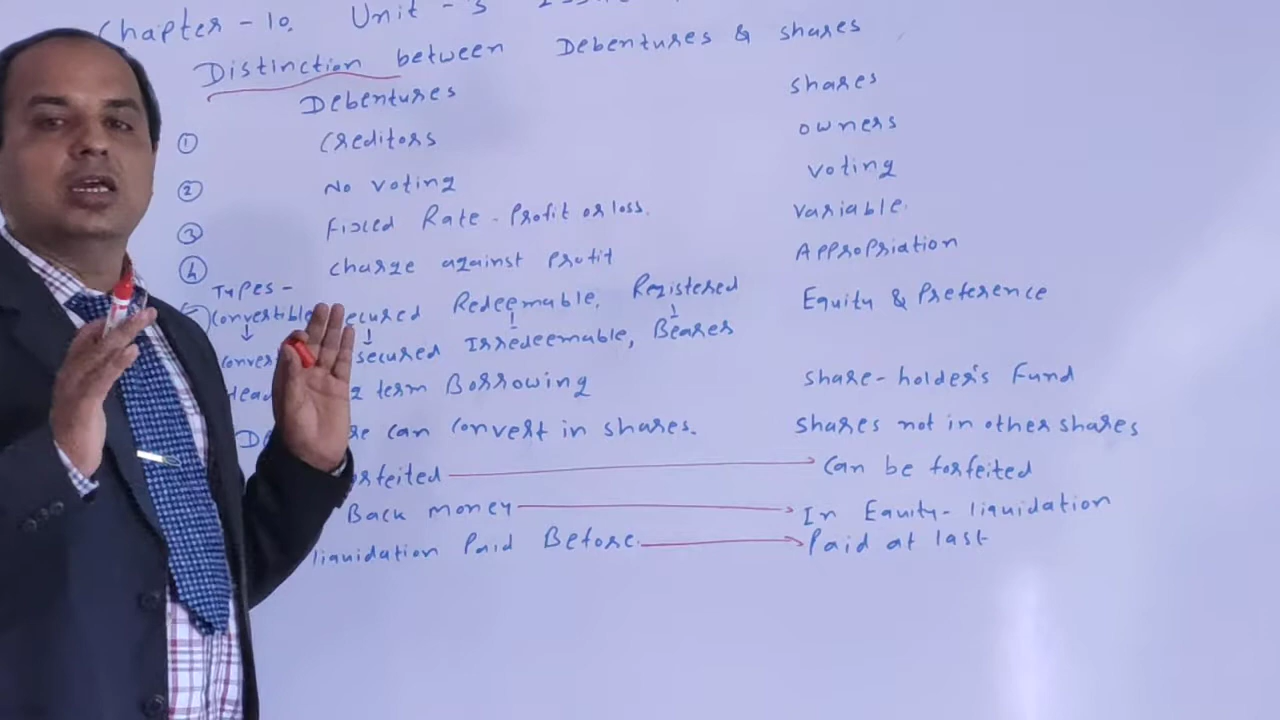 Chapter - 10. Unit - 3
Distinction between Debentures & shares
Debentures shares
① Creditors owners
② No voting voting
③ Fixed Rate - Profit or loss. variable.
④ charge against Profit Appropriation
Types -
Convertible secured Redeemable, Registered Equity & Preference
secured Irredeemable, Bearer
term Borrowing share-holder's Fund
can convert in shares. shares not in other shares
Can be forfeited
Back money In Equity - liquidation
liquidation Paid Before. Paid at last